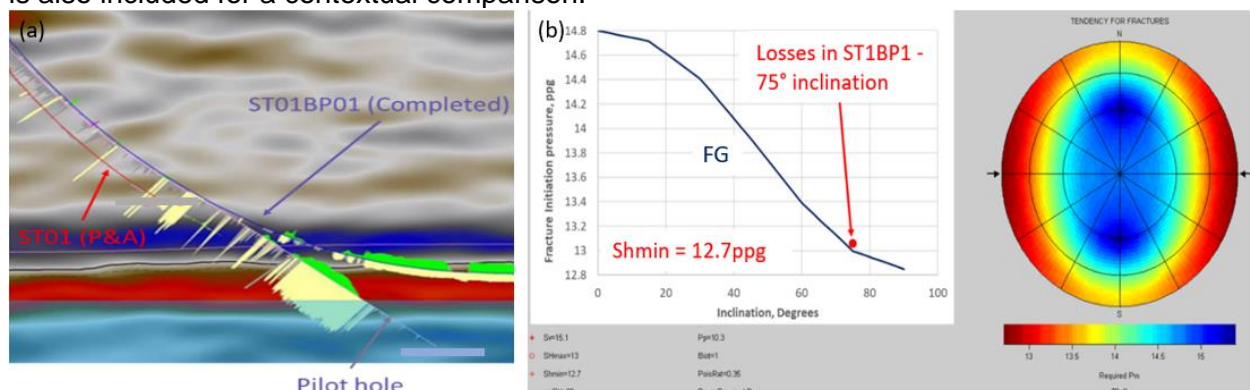 is also included for a contextual comparison.
(a)
ST01BP01 (Completed)
ST01 (P&A)
Pilot hole
(b)
Fracture Initiation pressure, ppg
14.8
14.6
14.4
14.2
14
13.8
13.6
13.4
13.2
13
12.8
0
20
40
60
80
100
Inclination, Degrees
Losses in ST1BP1 -
75° inclination
FG
Shmin = 12.7ppg
Sv=15.1
SHmax=13
Shmin=12.7
Pp=10.3
Biot=1
PoisRat=0.35
TENDENCY FOR FRACTURES
N
S
13
13.5
14
14.5
15
Required Pm